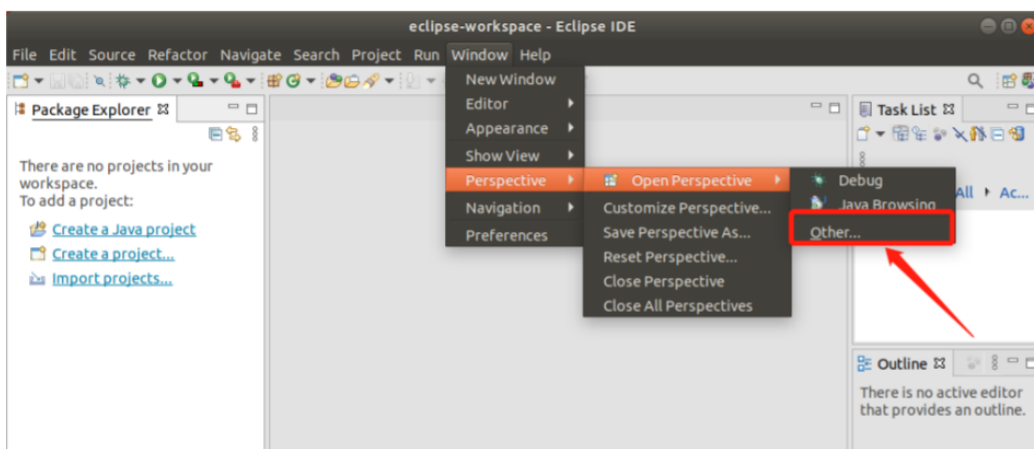 eclipse-workspace - Eclipse IDE
File Edit Source Refactor Navigate Search Project Run Window Help
Package Explorer
There are no projects in your
workspace.
To add a project:
Create a Java project
Create a project...
Import projects...
New Window
Editor
Appearance
Show View
Perspective
Navigation
Preferences
Open Perspective
Customize Perspective...
Save Perspective As...
Reset Perspective...
Close Perspective
Close All Perspectives
Debug
Java Browsing
Other...
Task List
All Ac...
Outline
There is no active editor
that provides an outline.